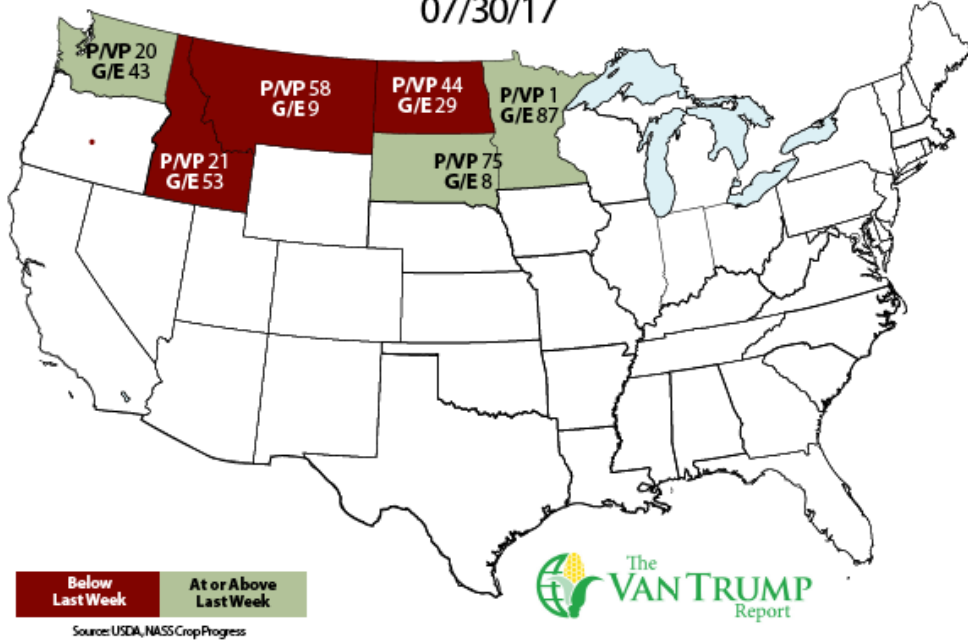 07/30/17
P/VP 20
G/E 43
P/VP 58
G/E 9
P/VP 44
G/E 29
P/VP 1
G/E 87
P/VP 21
G/E 53
P/VP 75
G/E 8
Below
Last Week
At or Above
Last Week
Source: USDA, NASS Crop Progress
The
VAN TRUMP
Report